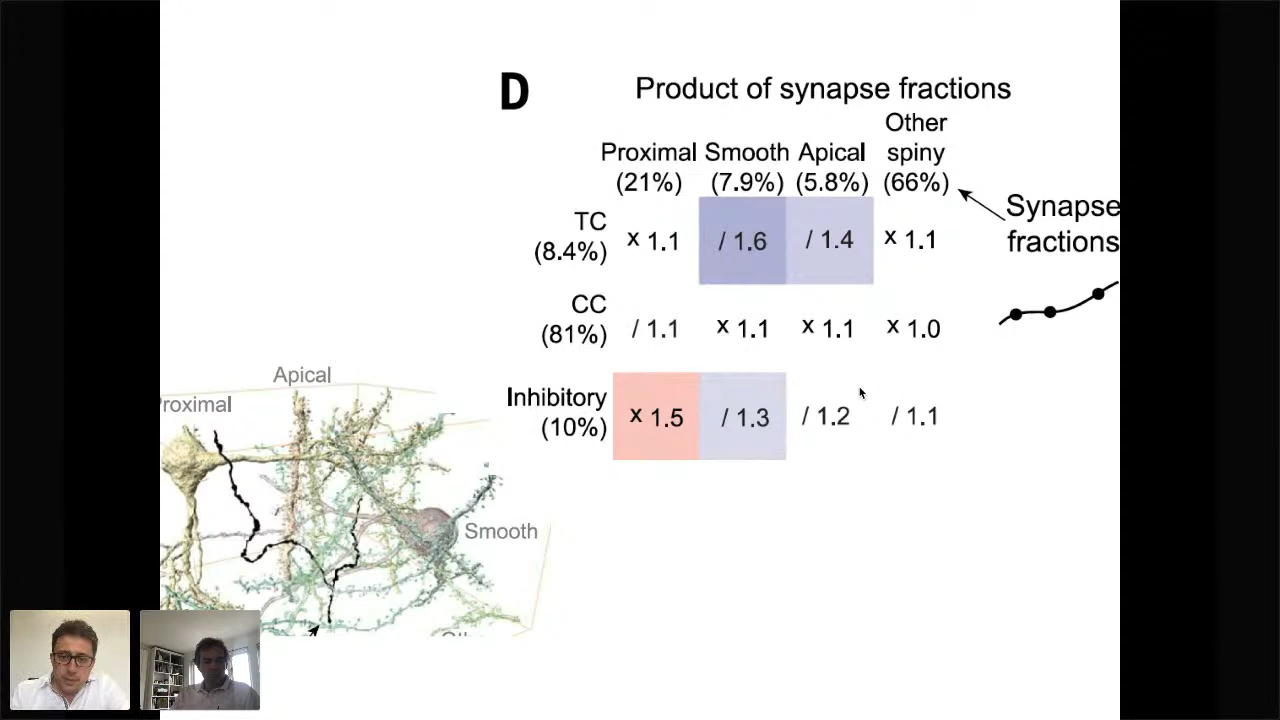 D
Product of synapse fractions
Other
Proximal Smooth Apical spiny
(21%) (7.9%) (5.8%) (66%)
Synapse
fractions
TC
(8.4%)
x 1.1 / 1.6 / 1.4 x 1.1
CC
(81%)
/ 1.1 x 1.1 x 1.1 x 1.0
Inhibitory
(10%)
x 1.5 / 1.3 / 1.2 / 1.1
Apical
roximal
Smooth